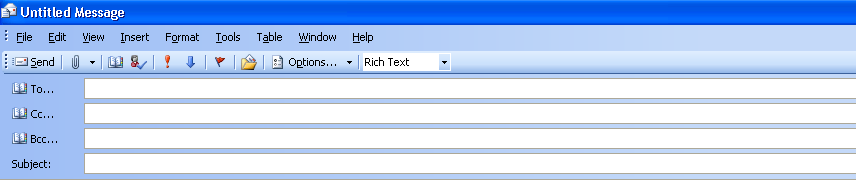 Untitled Message
File Edit View Insert Format Tools Table Window Help
Send Options... Rich Text
To...
Cc...
Bcc...
Subject: